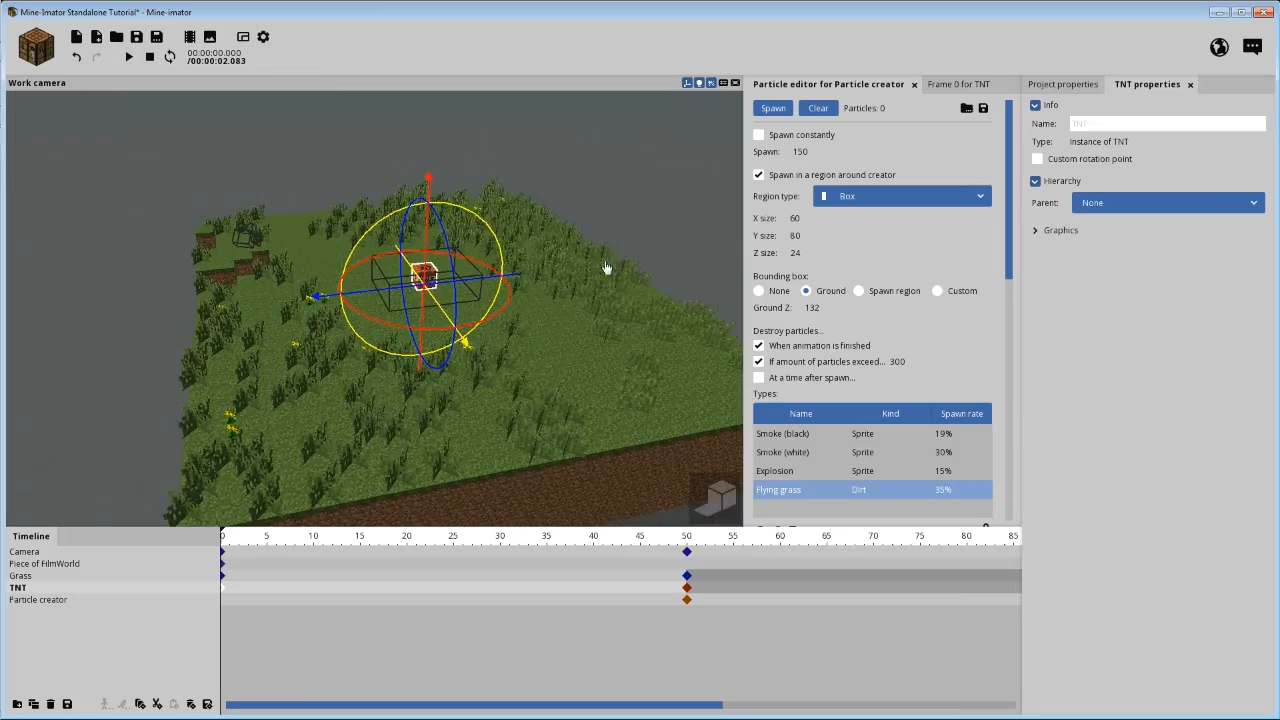 Mine-Imator Standalone Tutorial* - Mine-imator
00:00:00.000
/00:00:02.083
Work camera
Particle editor for Particle creator
Frame 0 for TNT
Spawn
Clear
Particles: 0
Spawn constantly
Spawn: 150
Spawn in a region around creator
Region type: Box
X size: 60
Y size: 80
Z size: 24
Bounding box:
None Ground Spawn region Custom
Ground Z: 132
Destroy particles...
When animation is finished
If amount of particles exceed... 300
At a time after spawn...
Types:
Name Kind Spawn rate
Smoke (black) Sprite 19%
Smoke (white) Sprite 30%
Explosion Sprite 15%
Flying grass Dirt 35%
Project properties
TNT properties
Info
Name: TNT
Type: Instance of TNT
Custom rotation point
Hierarchy
Parent: None
Graphics
Timeline
0 5 10 15 20 25 30 35 40 45 50 55 60 65 70 75 80 85
Camera
Piece of FilmWorld
Grass
TNT
Particle creator